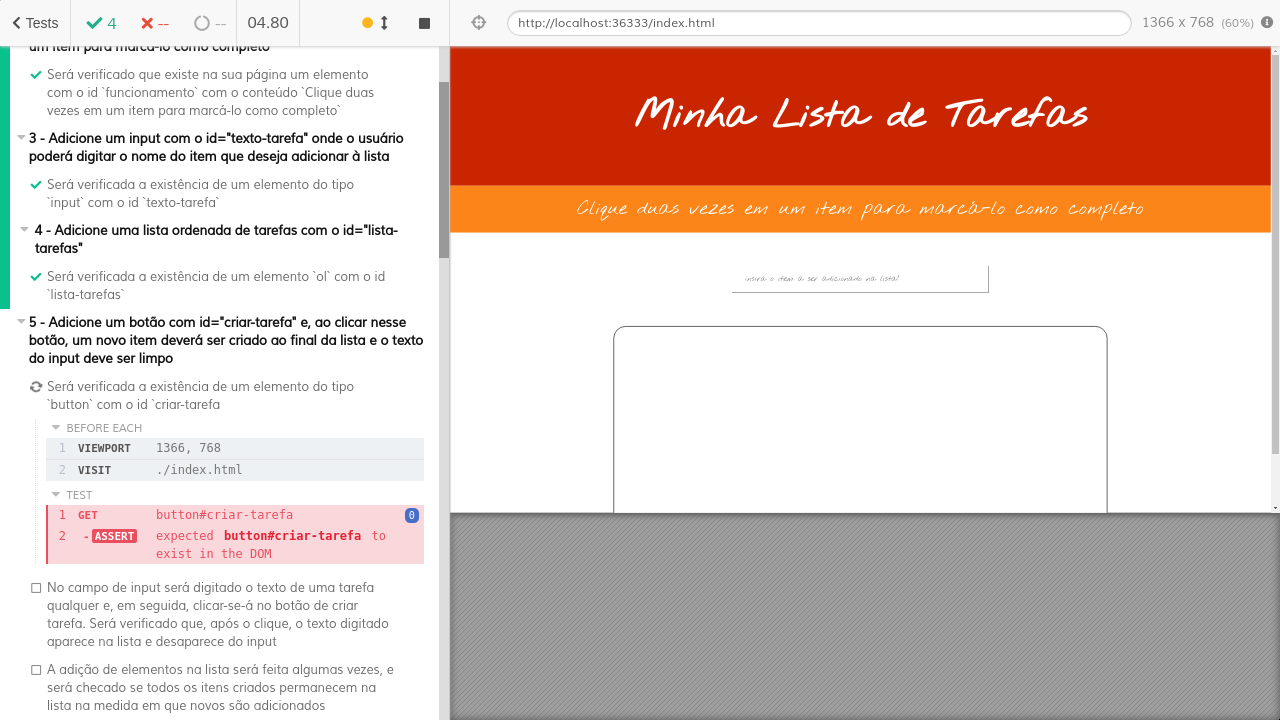 Tests
4
--
--
04.80
http://localhost:36333/index.html
1366 x 768 (60%)
um item para marcá-lo como completo
Será verificado que existe na sua página um elemento
com o id `funcionamento` com o conteúdo `Clique duas
vezes em um item para marcá-lo como completo`
3 - Adicione um input com o id="texto-tarefa" onde o usuário
poderá digitar o nome do item que deseja adicionar à lista
Será verificada a existência de um elemento do tipo
`input` com o id `texto-tarefa`
4 - Adicione uma lista ordenada de tarefas com o id="lista-
tarefas"
Será verificada a existência de um elemento `ol` com o id
`lista-tarefas`
5 - Adicione um botão com id="criar-tarefa" e, ao clicar nesse
botão, um novo item deverá ser criado ao final da lista e o texto
do input deve ser limpo
Será verificada a existência de um elemento do tipo
`button` com o id `criar-tarefa
BEFORE EACH
1 VIEWPORT 1366, 768
2 VISIT ./index.html
TEST
1 GET button#criar-tarefa 0
2 -ASSERT expected button#criar-tarefa to
exist in the DOM
No campo de input será digitado o texto de uma tarefa
qualquer e, em seguida, clicar-se-á no botão de criar
tarefa. Será verificado que, após o clique, o texto digitado
aparece na lista e desaparece do input
A adição de elementos na lista será feita algumas vezes, e
será checado se todos os itens criados permanecem na
lista na medida em que novos são adicionados
Minha Lista de Tarefas
Clique duas vezes em um item para marcá-lo como completo
insira o item a ser adicionado na lista!